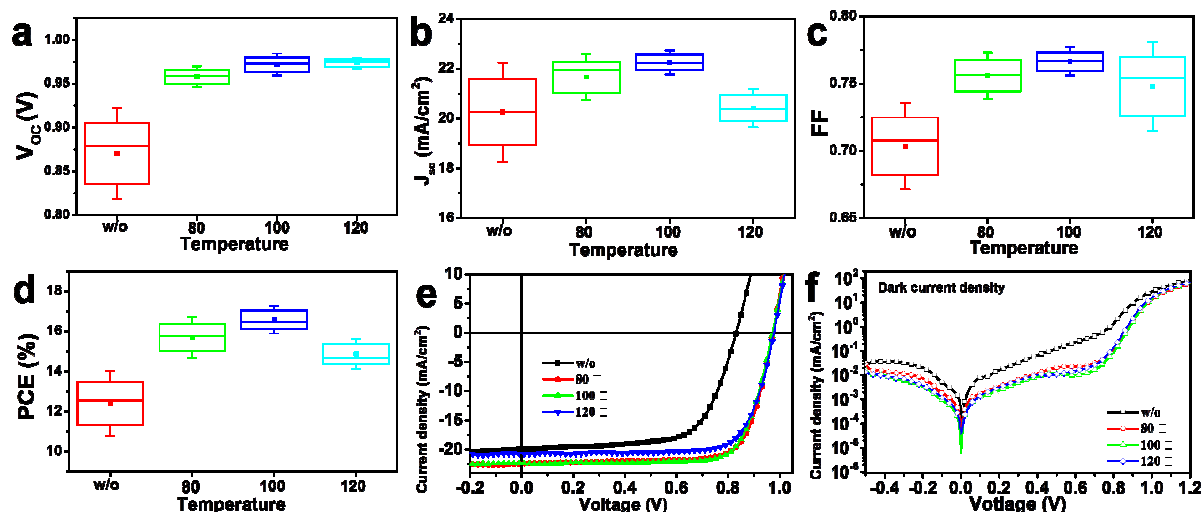 a
V_OC (V)
1.00
0.95
0.90
0.85
0.80
w/o
80
100
120
Temperature
b
J_sc (mA/cm²)
24
22
20
18
16
w/o
80
100
120
Temperature
c
FF
0.80
0.75
0.70
0.65
w/o
80
100
120
Temperature
d
PCE (%)
18
16
14
12
10
w/o
80
100
120
Temperature
e
Current density (mA/cm²)
10
5
0
-5
-10
-15
-20
w/o
80
100
120
-0.2
0.0
0.2
0.4
0.6
0.8
1.0
Voltage (V)
f
Dark current density
Current density (mA/cm²)
10²
10¹
10⁰
10⁻¹
10⁻²
10⁻³
10⁻⁴
10⁻⁵
10⁻⁶
w/o
80
100
120
-0.4
-0.2
0.0
0.2
0.4
0.6
0.8
1.0
1.2
Votlage (V)